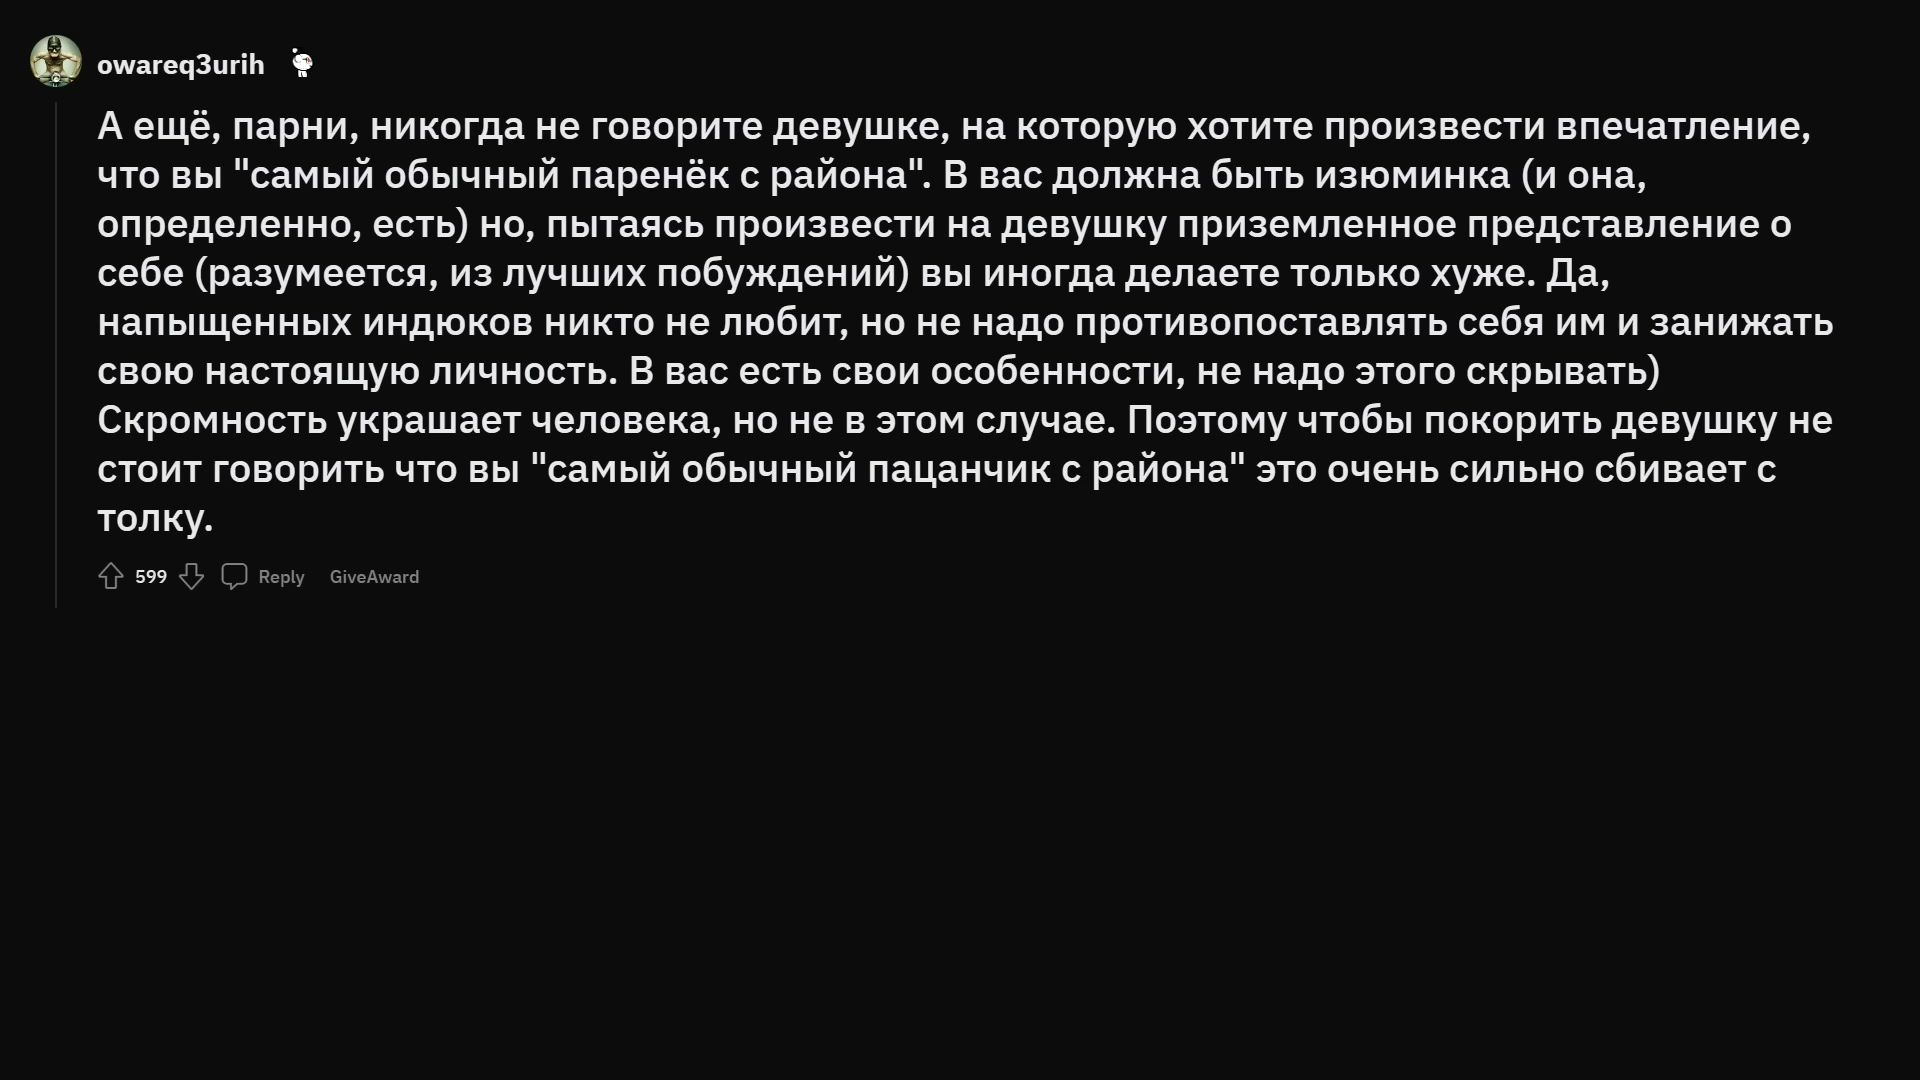 owareq3urih
А ещё, парни, никогда не говорите девушке, на которую хотите произвести впечатление,
что вы "самый обычный паренёк с района". В вас должна быть изюминка (и она,
определенно, есть) но, пытаясь произвести на девушку приземленное представление о
себе (разумеется, из лучших побуждений) вы иногда делаете только хуже. Да,
напыщенных индюков никто не любит, но не надо противопоставлять себя им и занижать
свою настоящую личность. В вас есть свои особенности, не надо этого скрывать)
Скромность украшает человека, но не в этом случае. Поэтому чтобы покорить девушку не
стоит говорить что вы "самый обычный пацанчик с района" это очень сильно сбивает с
толку.
599 Reply GiveAward